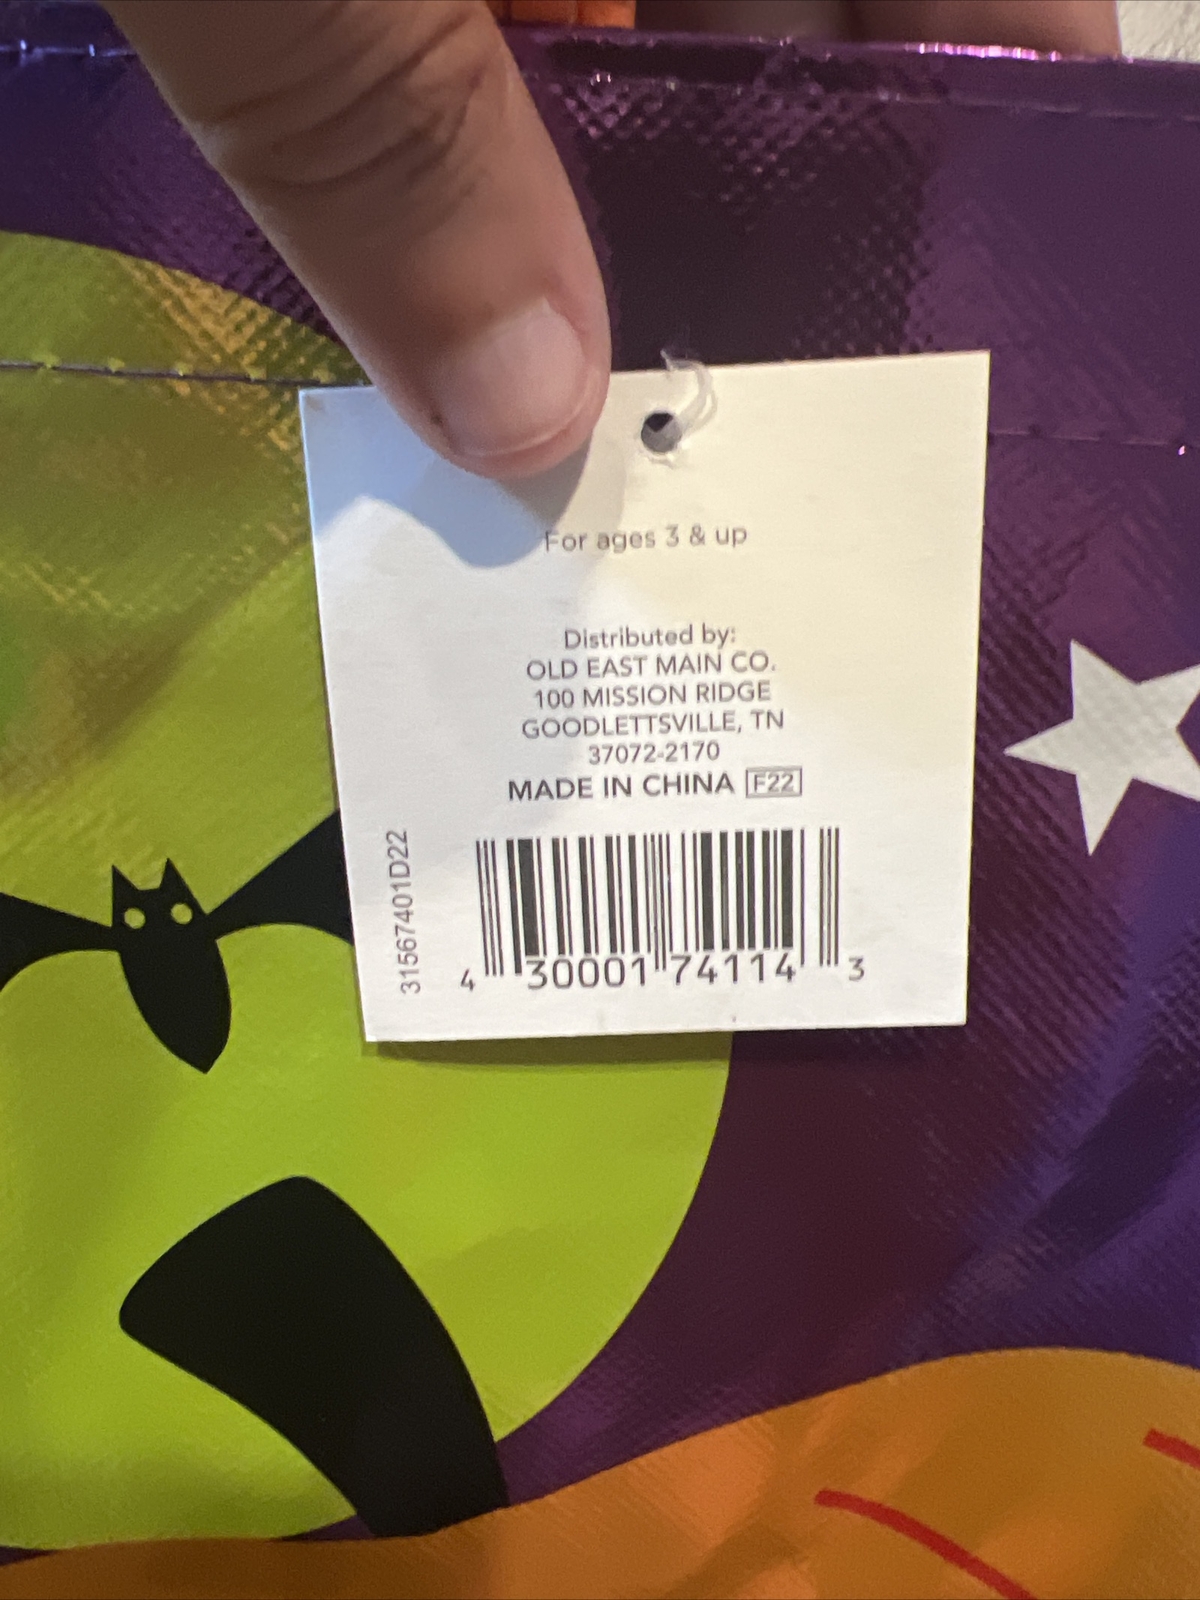 For ages 3 & up
Distributed by:
OLD EAST MAIN CO.
100 MISSION RIDGE
GOODLETTSVILLE, TN
37072-2170
MADE IN CHINA F22
31567401D22
4 30001 74114 3